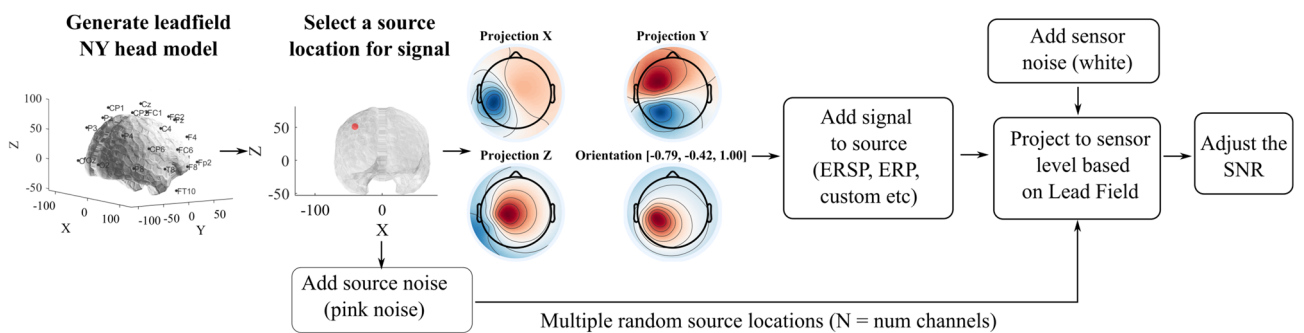 Generate leadfield
NY head model
Select a source
location for signal
Projection X
Projection Y
Projection Z
Orientation [-0.79, -0.42, 1.00]
100
50
0
-50
Z
-100
0
100
X
-100
-50
0
50
Y
CP1
Cz
CP2
FC1
FC2
Fz
P3
C4
F4
P4
CP6
FC6
Fp2
T8
F8
FT10
50
0
-50
Z
-100
0
X
Add signal
to source
(ERSP, ERP,
custom etc)
Add sensor
noise (white)
Project to sensor
level based
on Lead Field
Adjust the
SNR
Add source noise
(pink noise)
Multiple random source locations (N = num channels)